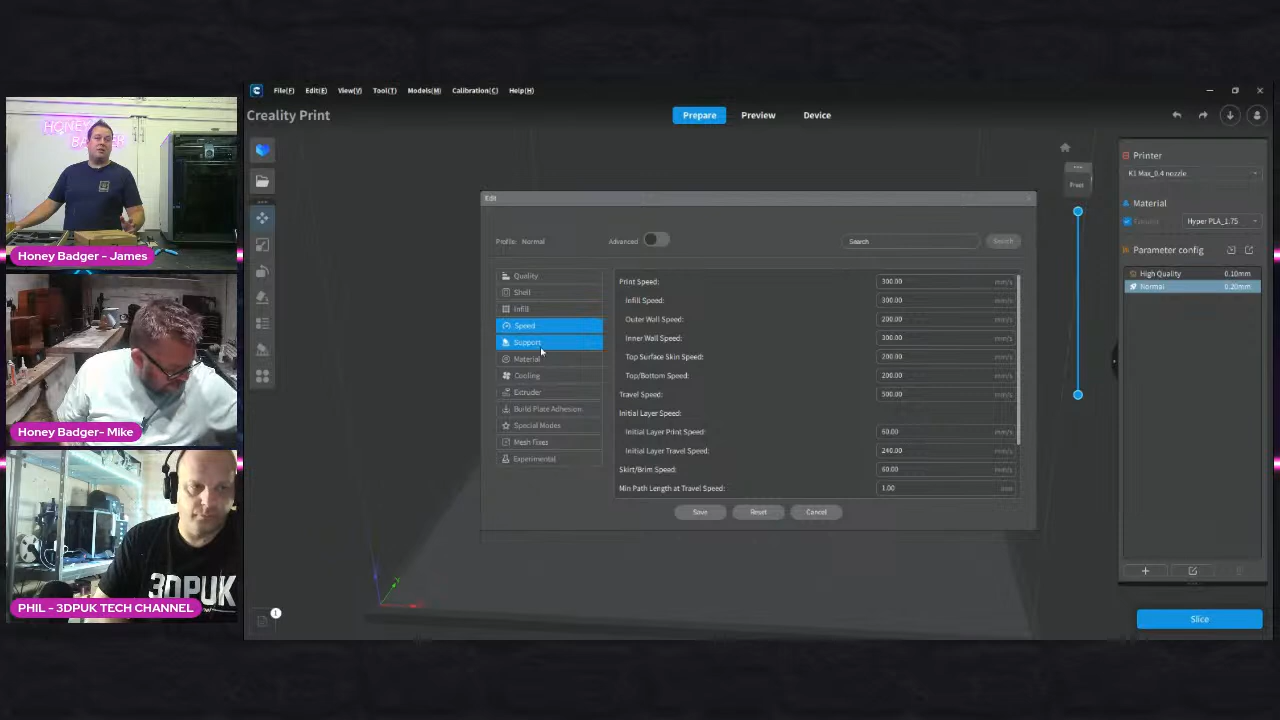 File(F) Edit(E) View(V) Tool(T) Models(M) Calibration(C) Help(H)
Creality Print
Prepare Preview Device
HONEY
BADGER
Honey Badger - James
Honey Badger- Mike
3DPUK
PHIL - 3DPUK TECH CHANNEL
Edit
Profile: Normal
Advanced
Search
Search
Quality
Shell
Infill
Speed
Support
Material
Cooling
Extruder
Build Plate Adhesion
Special Modes
Mesh Fixes
Experimental
Print Speed: 300.00 mm/s
Infill Speed: 300.00 mm/s
Outer Wall Speed: 200.00 mm/s
Inner Wall Speed: 300.00 mm/s
Top Surface Skin Speed: 200.00 mm/s
Top/Bottom Speed: 200.00 mm/s
Travel Speed: 500.00 mm/s
Initial Layer Speed:
Initial Layer Print Speed: 60.00 mm/s
Initial Layer Travel Speed: 240.00 mm/s
Skirt/Brim Speed: 60.00 mm/s
Min Path Length at Travel Speed: 1.00 mm
Save Reset Cancel
Printer
K1 Max_0.4 nozzle
Material
Hyper PLA_1.75
Parameter config
High Quality 0.10mm
Normal 0.20mm
Slice
1